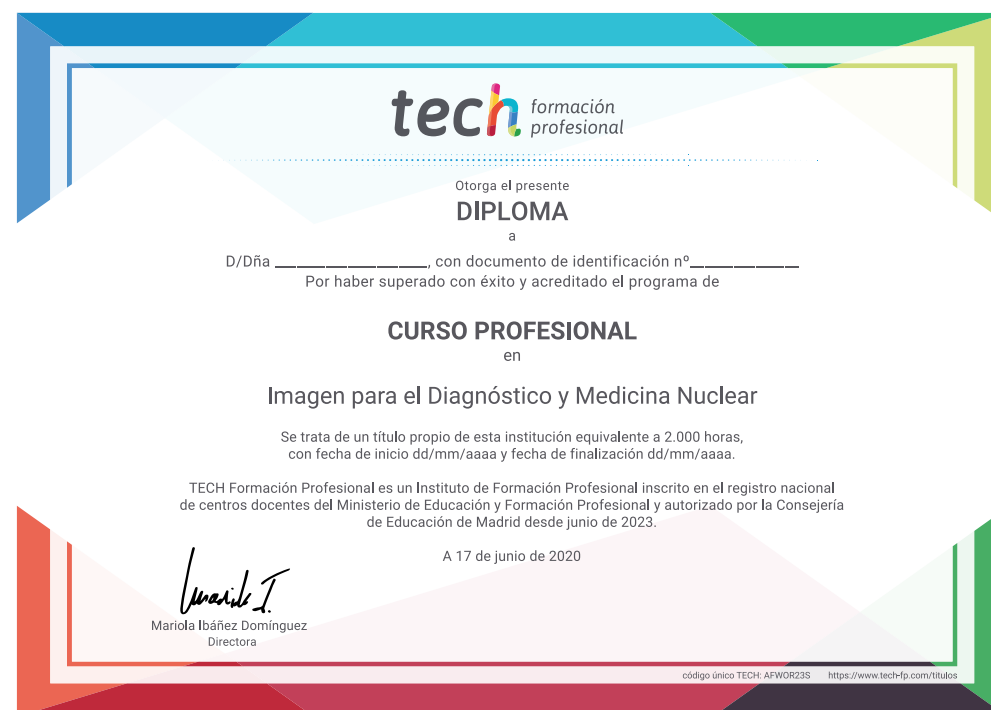 tech formación
profesional
Otorga el presente
DIPLOMA
a
D/Dña ____________, con documento de identificación nº__________
Por haber superado con éxito y acreditado el programa de
CURSO PROFESIONAL
en
Imagen para el Diagnóstico y Medicina Nuclear
Se trata de un título propio de esta institución equivalente a 2.000 horas,
con fecha de inicio dd/mm/aaaa y fecha de finalización dd/mm/aaaa.
TECH Formación Profesional es un Instituto de Formación Profesional inscrito en el registro nacional
de centros docentes del Ministerio de Educación y Formación Profesional y autorizado por la Consejería
de Educación de Madrid desde junio de 2023.
A 17 de junio de 2020
Mariola Ibáñez Domínguez
Directora
código único TECH: AFWOR23S https://www.tech-fp.com/titulos